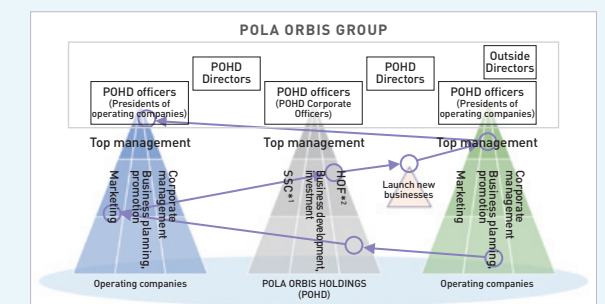 POLA ORBIS GROUP
POHD
Directors
POHD
Directors
Outside
Directors
POHD officers
(Presidents of
operating companies)
POHD officers
(POHD Corporate
Officers)
POHD officers
(Presidents of
operating companies)
Top management
Top management
Top management
Marketing
Business planning,
promotion
Corporate
management
SSC*1
Business development,
investment
HOF*2
Launch new
businesses
Marketing
Business planning,
promotion
Corporate
management
Operating companies
POLA ORBIS HOLDINGS
(POHD)
Operating companies